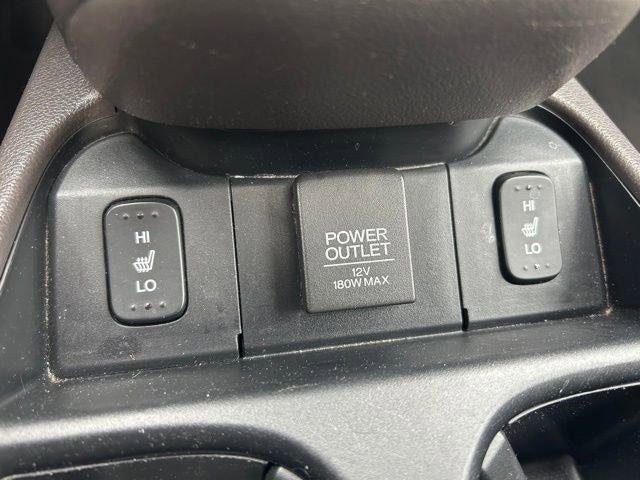 HI
LO
POWER
OUTLET
12V
180W MAX
HI
LO